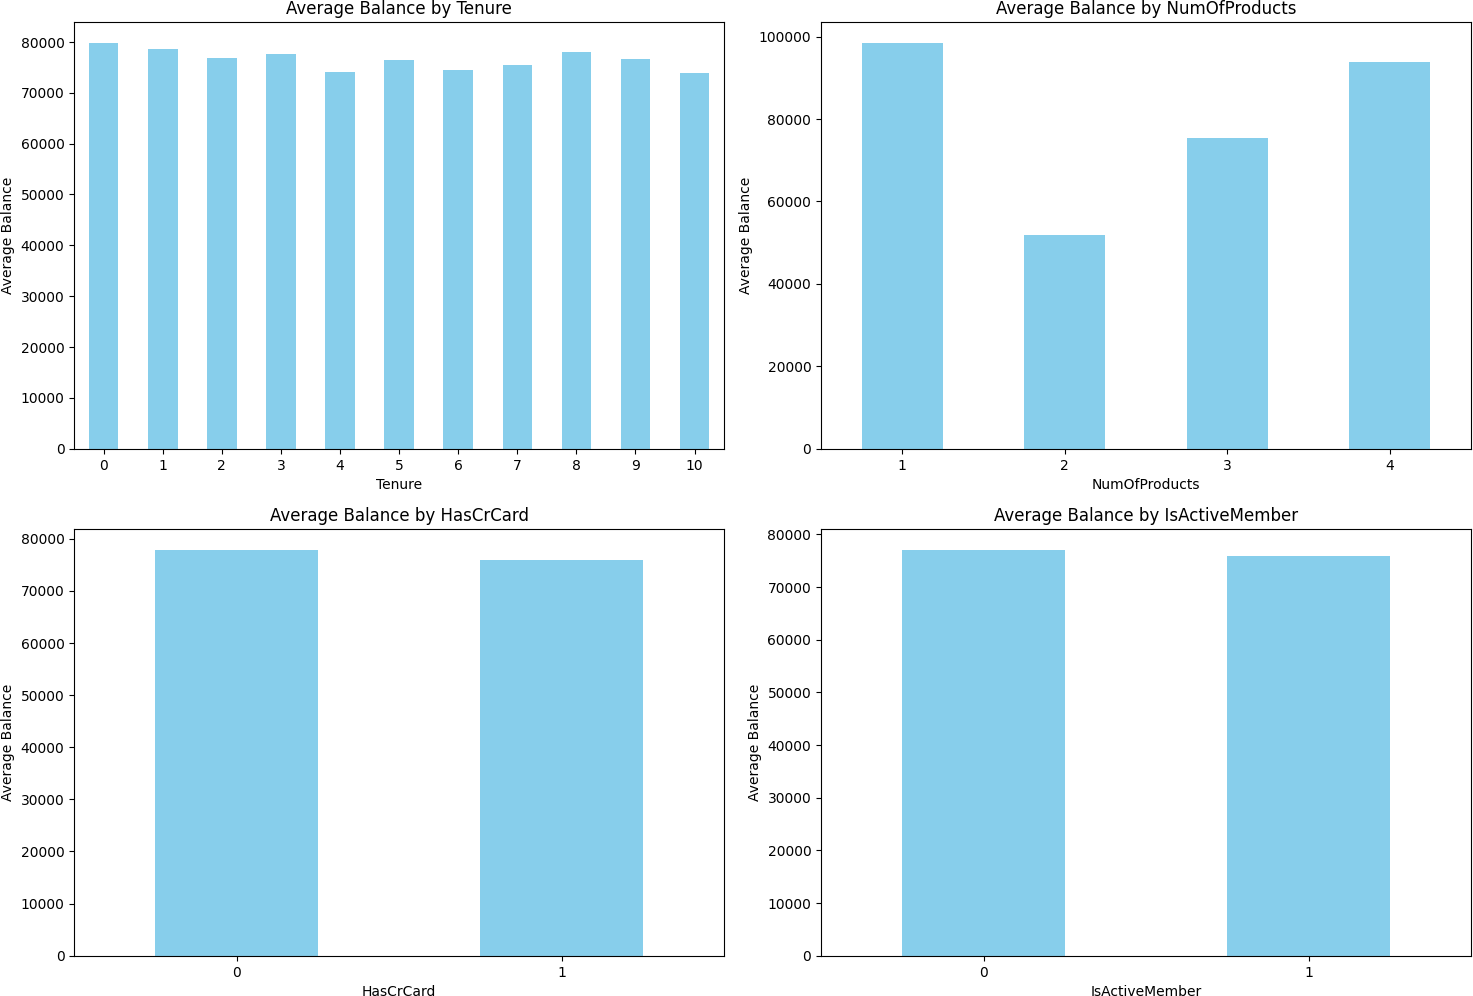 Average Balance by Tenure
Average Balance
80000
70000
60000
50000
40000
30000
20000
10000
0
0 1 2 3 4 5 6 7 8 9 10
Tenure
Average Balance by NumOfProducts
Average Balance
100000
80000
60000
40000
20000
0
1 2 3 4
NumOfProducts
Average Balance by HasCrCard
Average Balance
80000
70000
60000
50000
40000
30000
20000
10000
0
0 1
HasCrCard
Average Balance by IsActiveMember
Average Balance
80000
70000
60000
50000
40000
30000
20000
10000
0
0 1
IsActiveMember